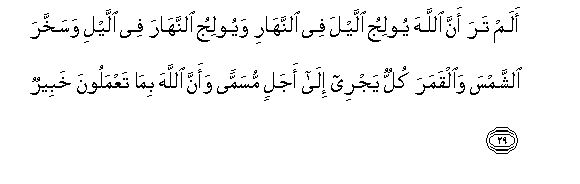 أَلَمْ تَرَ أَنَّ ٱللَّهَ يُولِجُ ٱلَّيْلَ فِى ٱلنَّهَارِ وَيُولِجُ ٱلنَّهَارَ فِى ٱلَّيْلِ وَسَخَّرَ
ٱلشَّمْسَ وَٱلْقَمَرَ كُلٌّ يَجْرِىٓ إِلَىٰٓ أَجَلٍ مُّسَمًّى وَأَنَّ ٱللَّهَ بِمَا تَعْمَلُونَ خَبِيرٌ
٢٩